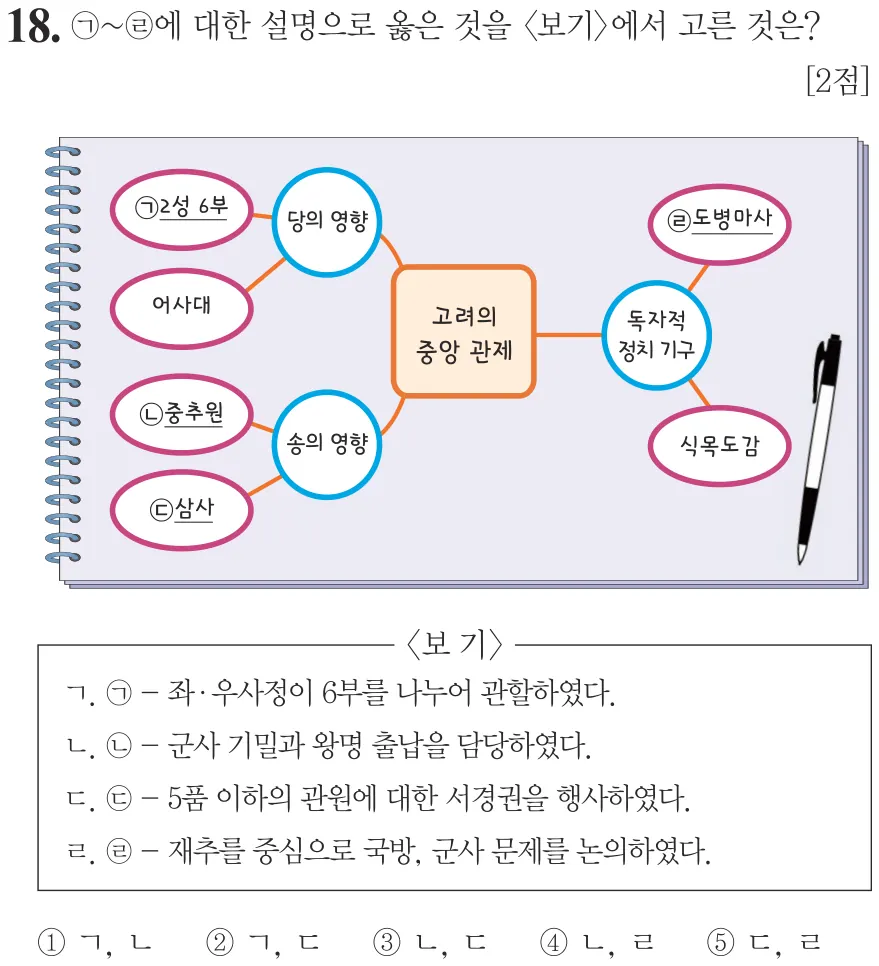 18. ㉠~㉣에 대한 설명으로 옳은 것을 <보기>에서 고른 것은?
[2점]
㉠2성 6부
당의 영향
어사대
고려의
중앙 관제
㉡중추원
송의 영향
㉢삼사
㉣도병마사
독자적
정치 기구
식목도감
<보 기>
ㄱ. ㉠ - 좌·우사정이 6부를 나누어 관할하였다.
ㄴ. ㉡ - 군사 기밀과 왕명 출납을 담당하였다.
ㄷ. ㉢ - 5품 이하의 관원에 대한 서경권을 행사하였다.
ㄹ. ㉣ - 재추를 중심으로 국방, 군사 문제를 논의하였다.
① ㄱ, ㄴ ② ㄱ, ㄷ ③ ㄴ, ㄷ ④ ㄴ, ㄹ ⑤ ㄷ, ㄹ